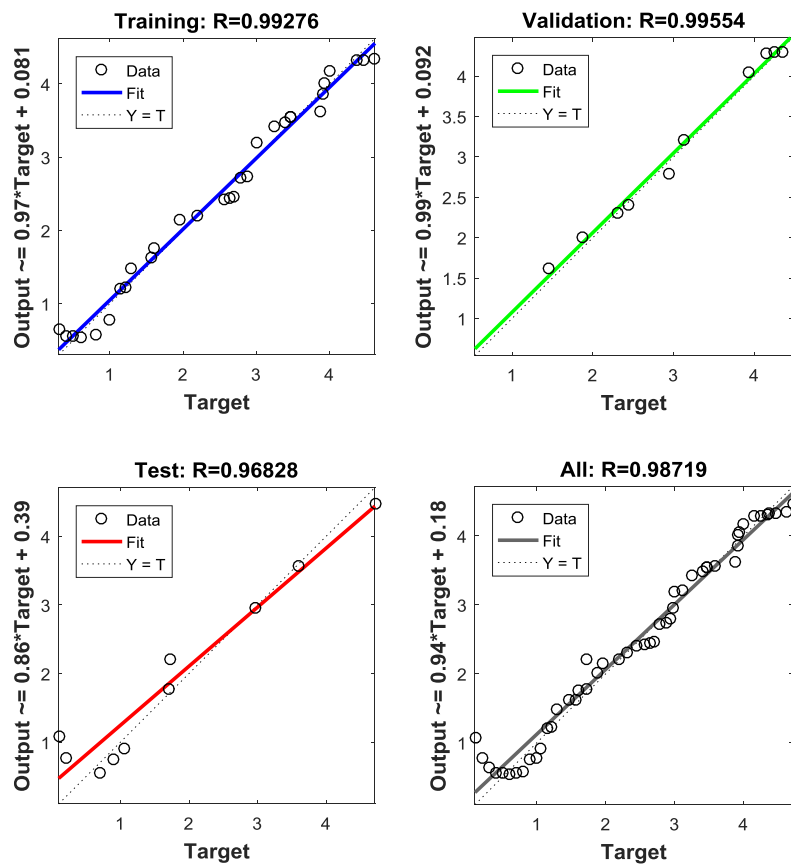 Training: R=0.99276
Output ~= 0.97*Target + 0.081
4
3
2
1
Data
Fit
Y = T
1
2
3
4
Target
Validation: R=0.99554
Output ~= 0.99*Target + 0.092
4
3.5
3
2.5
2
1.5
1
Data
Fit
Y = T
1
2
3
4
Target
Test: R=0.96828
Output ~= 0.86*Target + 0.39
4
3
2
1
Data
Fit
Y = T
1
2
3
4
Target
All: R=0.98719
Output ~= 0.94*Target + 0.18
4
3
2
1
Data
Fit
Y = T
1
2
3
4
Target